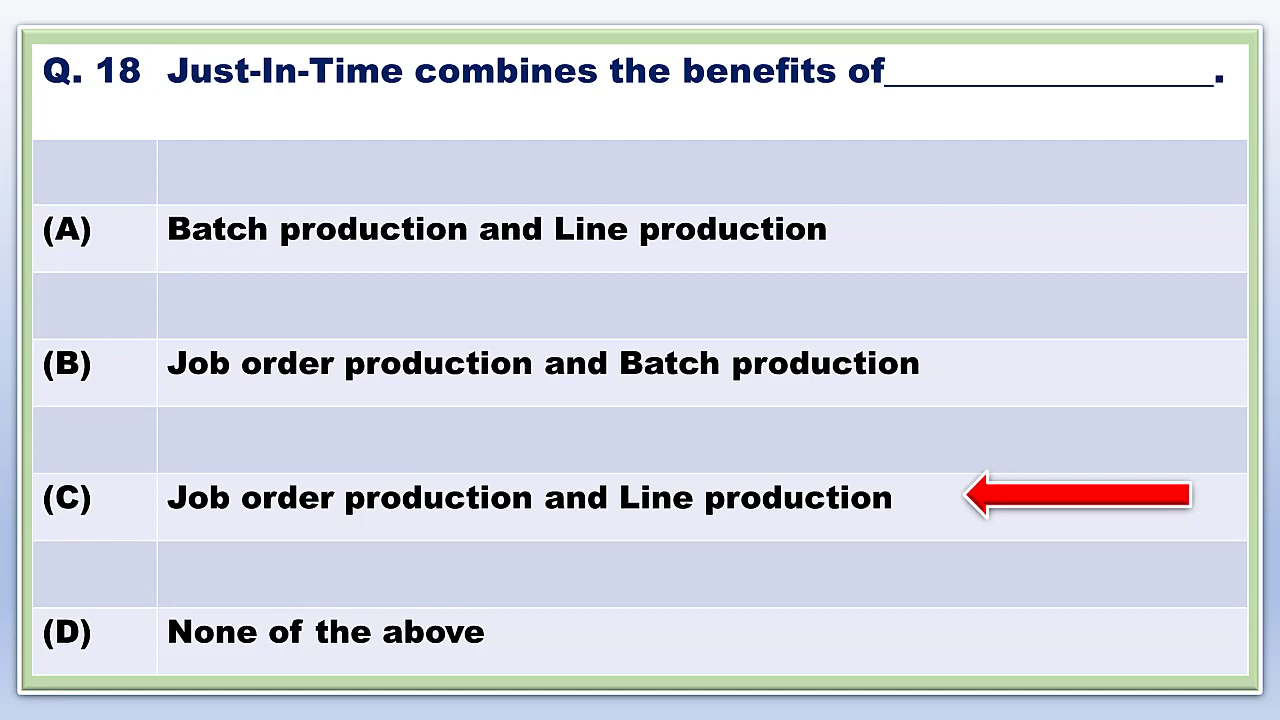 Q. 18 Just-In-Time combines the benefits of__________________.
(A) Batch production and Line production
(B) Job order production and Batch production
(C) Job order production and Line production
(D) None of the above